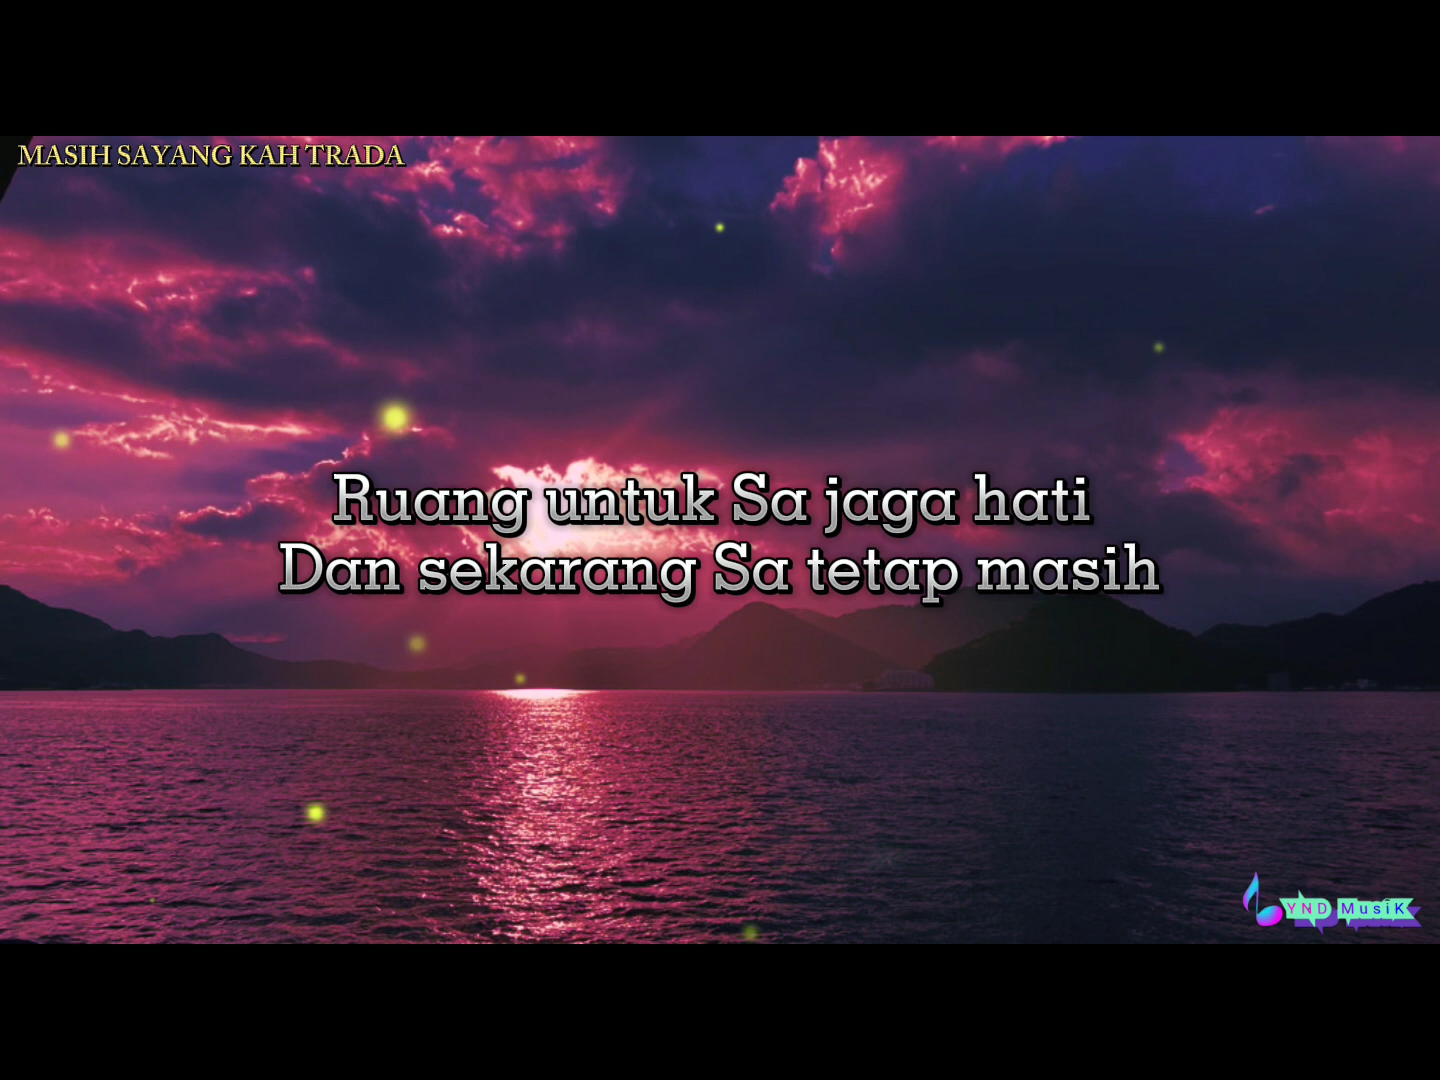 MASIH SAYANG KAH TRADA
Ruang untuk Sa jaga hati
Dan sekarang Sa tetap masih
YND MusiK